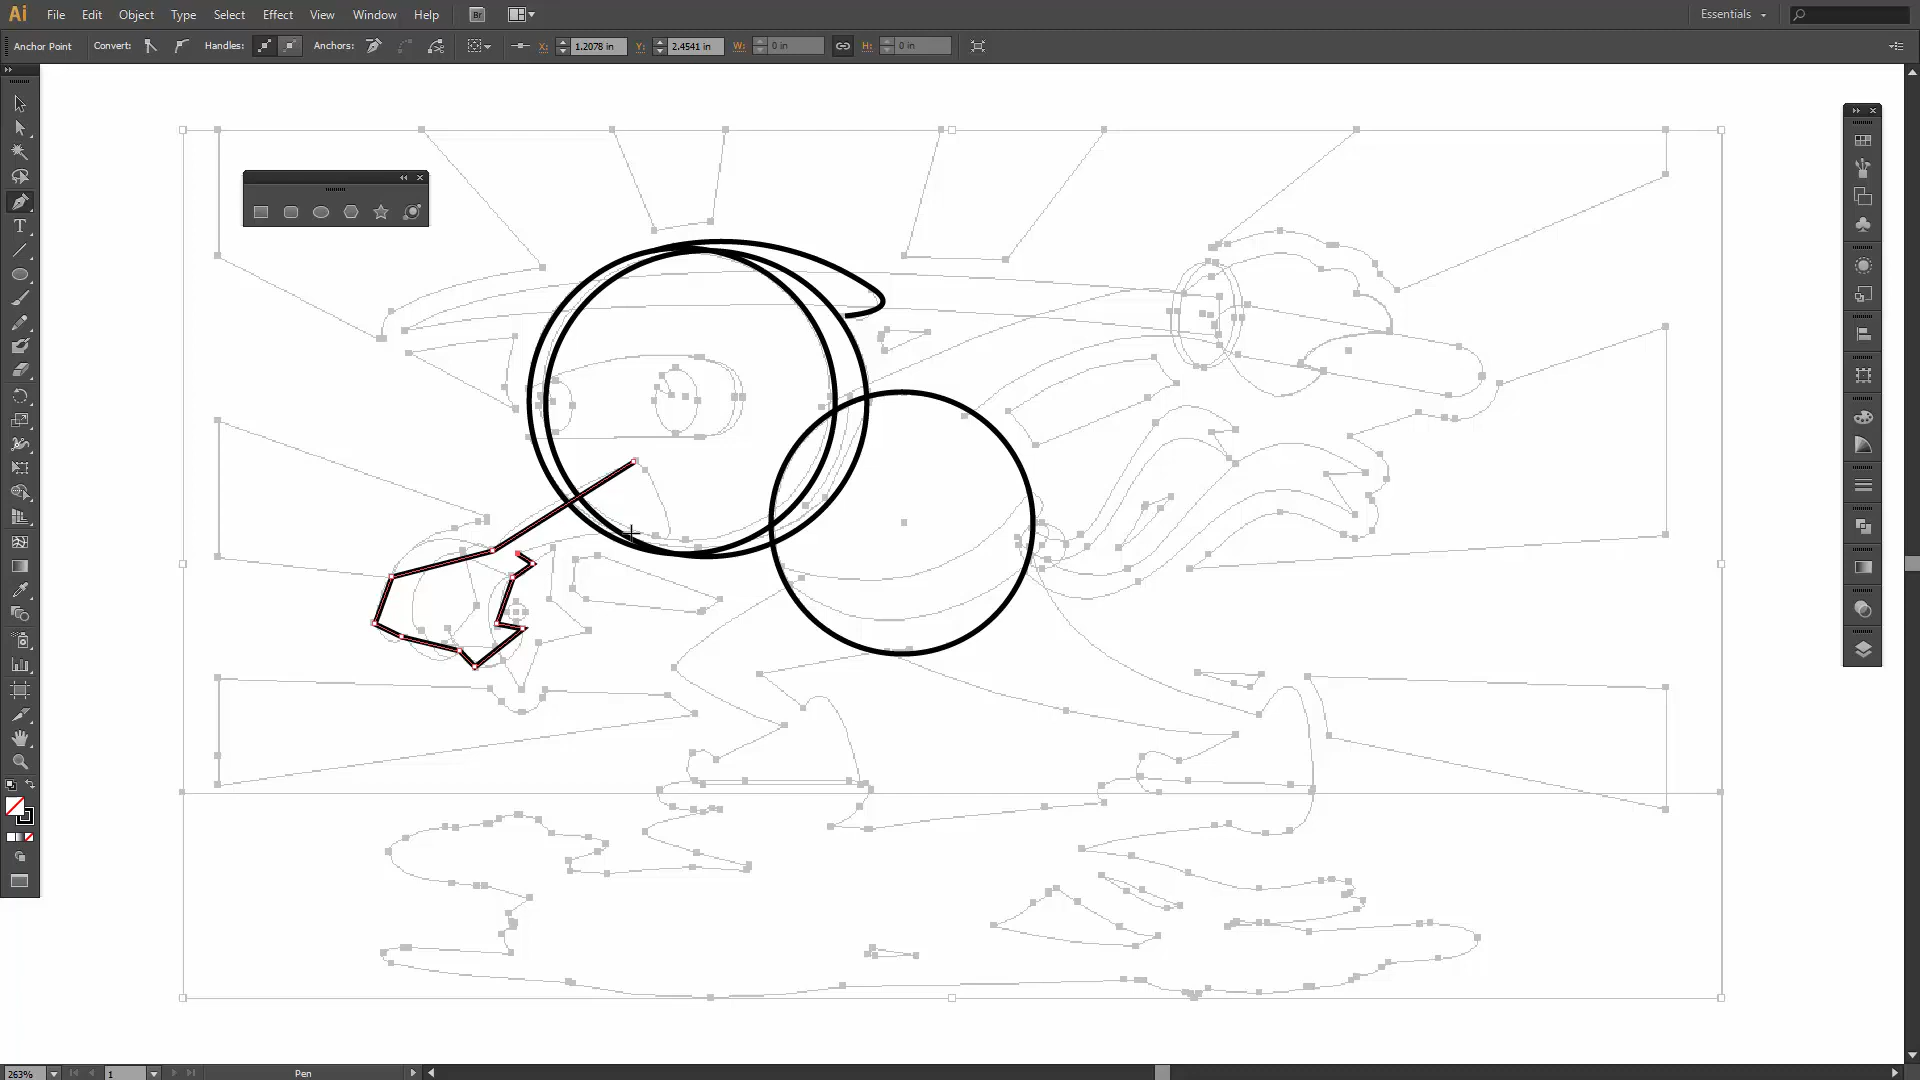 Ai File Edit Object Type Select Effect View Window Help Br Essentials
Anchor Point Convert: Handles: Anchors: X: 1.2078 in Y: 2.4541 in W: 0 in H: 0 in
T
263% 1 Pen